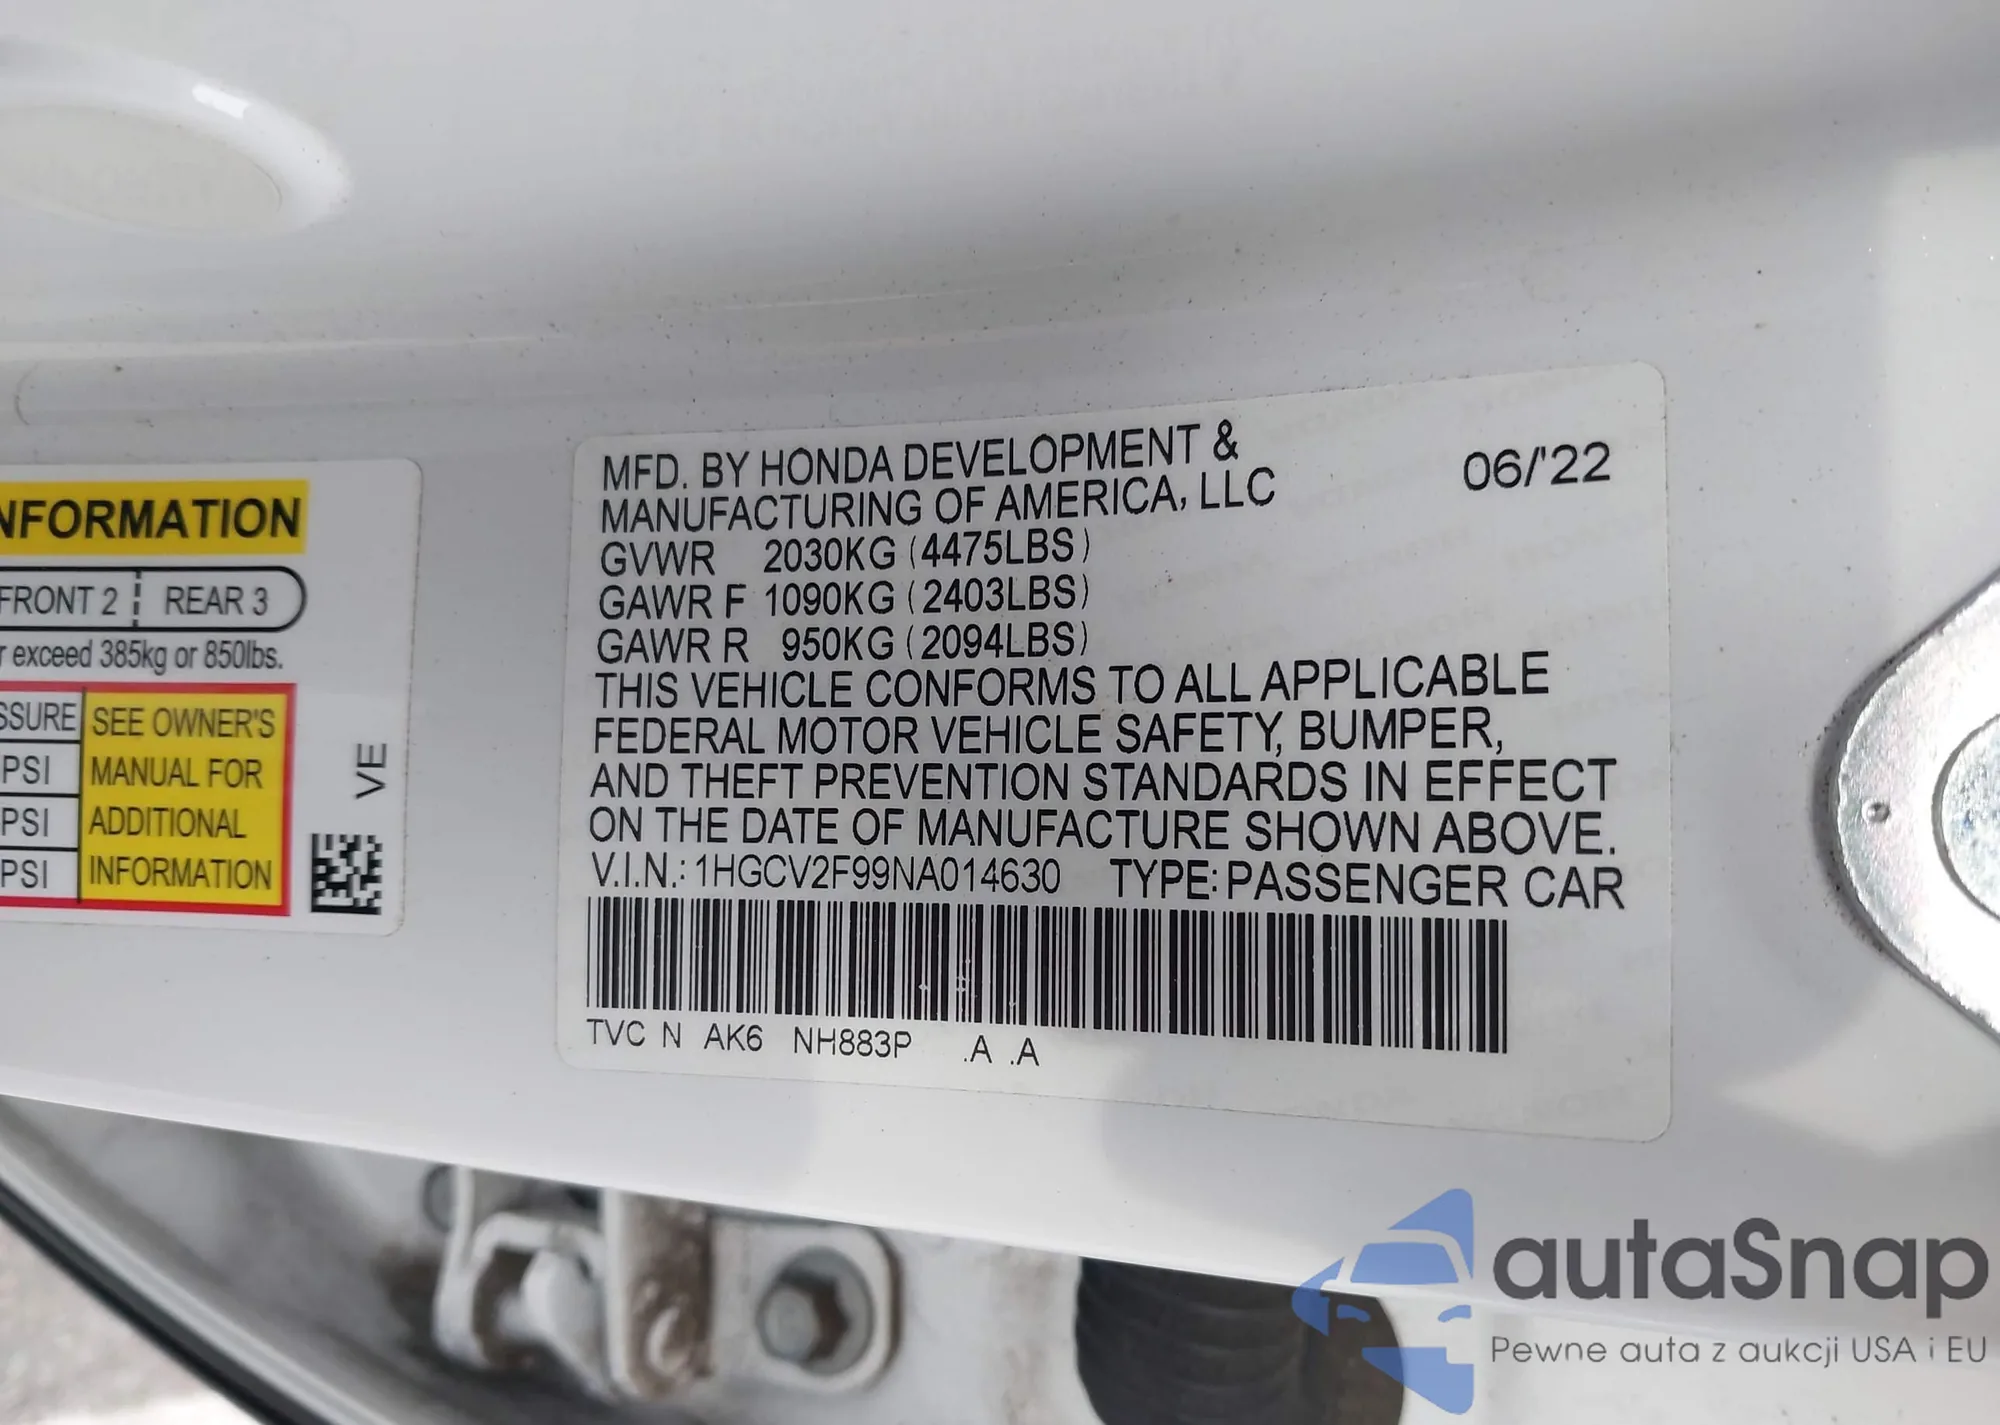 NFORMATION
FRONT 2 REAR 3
exceed 385kg or 850lbs.
SSURE SEE OWNER'S
PSI MANUAL FOR
PSI ADDITIONAL
PSI INFORMATION
VE
MFD. BY HONDA DEVELOPMENT & 06/'22
MANUFACTURING OF AMERICA, LLC
GVWR 2030KG (4475LBS)
GAWR F 1090KG (2403LBS)
GAWR R 950KG (2094LBS)
THIS VEHICLE CONFORMS TO ALL APPLICABLE
FEDERAL MOTOR VEHICLE SAFETY, BUMPER,
AND THEFT PREVENTION STANDARDS IN EFFECT
ON THE DATE OF MANUFACTURE SHOWN ABOVE.
V.I.N.: 1HGCV2F99NA014630 TYPE: PASSENGER CAR
TVC N AK6 NH883P .A .A
autaSnap
Pewne auta z aukcji USA i EU